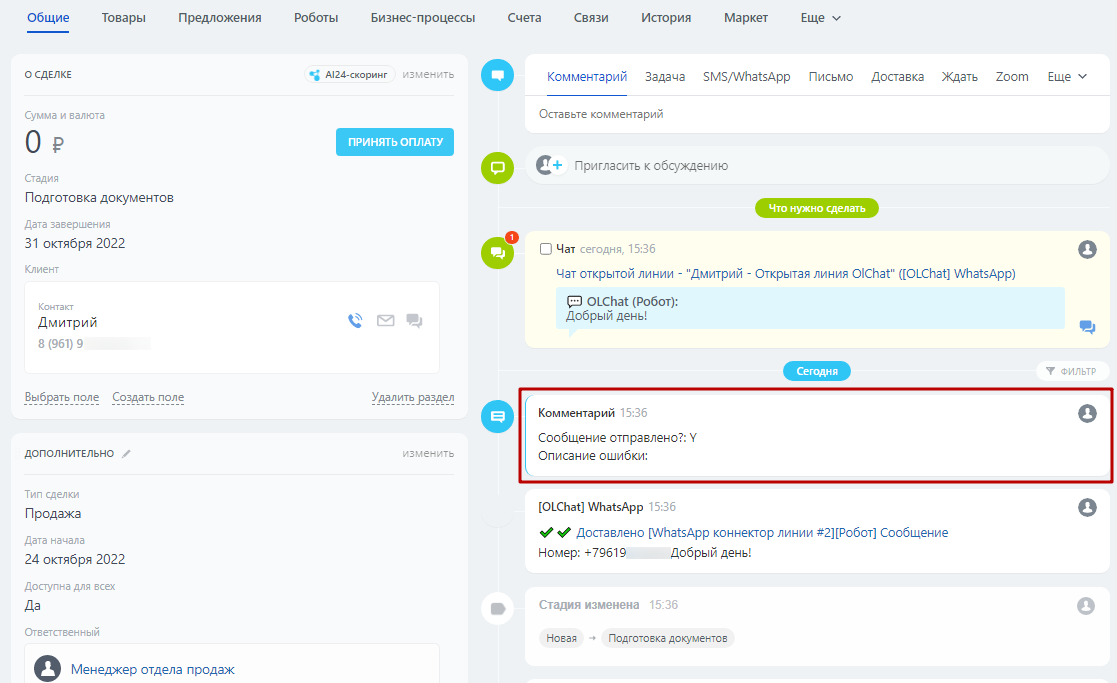 Общие Товары Предложения Роботы Бизнес-процессы Счета Связи История Маркет Еще
О СДЕЛКЕ AI24-скоринг изменить
Сумма и валюта
0 ₽ ПРИНЯТЬ ОПЛАТУ
Стадия
Подготовка документов
Дата завершения
31 октября 2022
Клиент
Контакт
Дмитрий
8 (961) 9
Выбрать поле Создать поле Удалить раздел
ДОПОЛНИТЕЛЬНО изменить
Тип сделки
Продажа
Дата начала
24 октября 2022
Доступна для всех
Да
Ответственный
Менеджер отдела продаж
Комментарий Задача SMS/WhatsApp Письмо Доставка Ждать Zoom Еще
Оставьте комментарий
Пригласить к обсуждению
Что нужно сделать
1
Чат сегодня, 15:36
Чат открытой линии - "Дмитрий - Открытая линия OlChat" ([OLChat] WhatsApp)
OLChat (Робот):
Добрый день!
Сегодня ФИЛЬТР
Комментарий 15:36
Сообщение отправлено?: Y
Описание ошибки:
[OLChat] WhatsApp 15:36
Доставлено [WhatsApp коннектор линии #2][Робот] Сообщение
Номер: +79619 Добрый день!
Стадия изменена 15:36
Новая → Подготовка документов